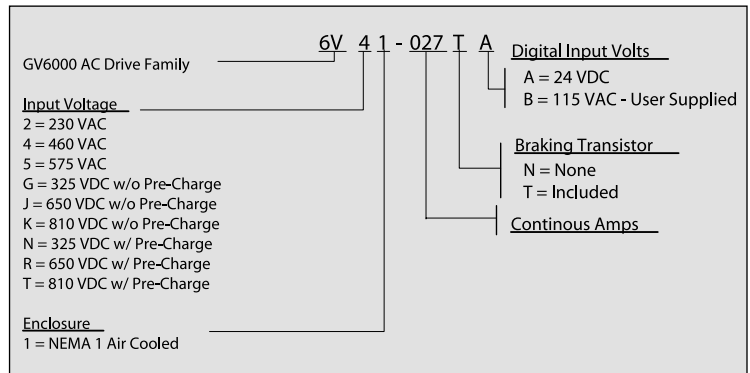 6V 4 1 - 027 T A
GV6000 AC Drive Family
Input Voltage
2 = 230 VAC
4 = 460 VAC
5 = 575 VAC
G = 325 VDC w/o Pre-Charge
J = 650 VDC w/o Pre-Charge
K = 810 VDC w/o Pre-Charge
N = 325 VDC w/ Pre-Charge
R = 650 VDC w/ Pre-Charge
T = 810 VDC w/ Pre-Charge
Enclosure
1 = NEMA 1 Air Cooled
Digital Input Volts
A = 24 VDC
B = 115 VAC - User Supplied
Braking Transistor
N = None
T = Included
Continous Amps